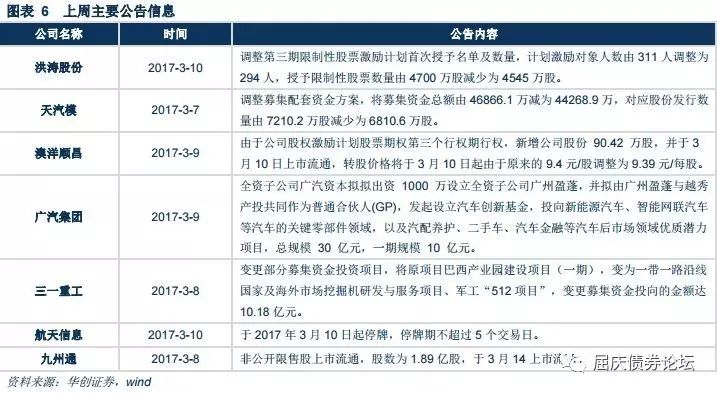 图表 6 上周主要公告信息
公司名称 时间 公告内容
洪涛股份 2017-3-10 调整第三期限制性股票激励计划首次授予名单及数量，计划激励对象人数由 311 人调整为
294 人，授予限制性股票数量由 4700 万股减少为 4545 万股。
天汽模 2017-3-7 调整募集配套资金方案，将募集资金总额由 46866.1 万减为 44268.9 万，对应股份发行数
量由 7210.2 万股减少为 6810.6 万股。
澳洋顺昌 2017-3-9 由于公司股权激励计划股票期权第三个行权期行权，新增公司股份 90.42 万股，并于 3
月 10 日上市流通，转股价格将于 3 月 10 日起由于原来的 9.4 元/股调整为 9.39 元/每股。
广汽集团 2017-3-9 全资子公司广汽资本拟拟出资 1000 万设立全资子公司广州盈蓬，并拟由广州盈蓬与越秀
产投共同作为普通合伙人(GP)，发起设立汽车创新基金，投向新能源汽车、智能网联汽车
等汽车的关键零部件领域，以及汽配养护、二手车、汽车金融等汽车后市场领域优质潜力
项目，总规模 30 亿元，一期规模 10 亿元。
三一重工 2017-3-8 变更部分募集资金投资项目，将原项目巴西产业园建设项目（一期），变为一带一路沿线
国家及海外市场挖掘机研发与服务项目、军工“512 项目”，变更募集资金投向的金额达
10.18 亿元。
航天信息 2017-3-10 于 2017 年 3 月 10 日起停牌，停牌期不超过 5 个交易日。
九州通 2017-3-8 非公开限售股上市流通，股数为 1.89 亿股，于 3 月 14 上市流
资料来源：华创证券，wind
屈庆债券论坛